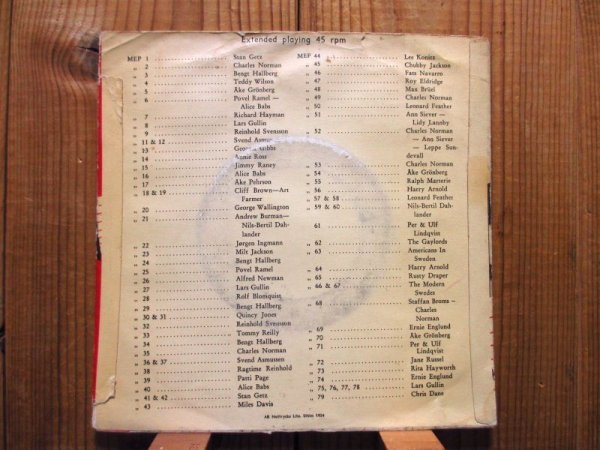 Extended playing 45 rpm
MEP 1 Stan Getz
„ 2 Charles Norman
„ 3 Bengt Hallberg
„ 4 Teddy Wilson
„ 5 Åke Grönberg
„ 6 Povel Ramel—
Alice Babs
„ 7 Richard Hayman
„ 8 Lars Gullin
„ 9 Reinhold Svensson
„ 11 & 12 Svend Asmussen
„ 13
„ 14 Annie Ross
„ 15 Jimmy Raney
„ 16 Alice Babs
„ 17 Åke Persson
„ 18 & 19 Cliff Brown—Art
Farmer
„ 20 George Wallington
„ 21 Andrew Burman—
Nils-Bertil Dah-
lander
„ 22 Jørgen Ingmann
„ 23 Milt Jackson
„ 24 Bengt Hallberg
„ 25 Povel Ramel
„ 26 Alfred Newman
„ 27 Lars Gullin
„ 28 Rolf Blomquist
„ 29 Bengt Hallberg
„ 30 & 31 Quincy Jones
„ 32 Reinhold Svensson
„ 33 Tommy Reilly
„ 34 Bengt Hallberg
„ 35 Charles Norman
„ 36 & 37 Svend Asmussen
„ 38 Ragtime Reinhold
„ 39 Patti Page
„ 40 Alice Babs
„ 41 & 42 Stan Getz
„ 43 Miles Davis
MEP 44 Lee Konitz
„ 45 Chubby Jackson
„ 46 Fats Navarro
„ 47 Roy Eldridge
„ 48 Max Brüel
„ 49 Charles Norman
„ 50 Leonard Feather
„ 51 Ann Sievet—
Lidy Lansby
„ 52 Charles Norman
— Ann Sievet
— Leppe Sun-
devall
„ 53 Charles Norman
„ 54 Åke Grönberg
„ 55 Ralph Marterie
„ 56 Harry Arnold
„ 57 & 58 Leonard Feather
„ 59 & 60 Nils-Bertil Dah-
lander
61 Per & Ulf
Lindqvist
„ 62 The Gaylords
„ 63 Americans In
Sweden
„ 64 Harry Arnold
„ 65 Rusty Draper
„ 66 & 67 The Modern
Swedes
„ 68 Staffan Broms –
Charles
Norman
„ 69 Ernie Englund
„ 70 Åke Grönberg
„ 71 Per & Ulf
Lindqvist
„ 72 Jane Russel
„ 73 Rita Hayworth
„ 74 Ernie Englund
„ 75, 76, 77, 78 Lars Gullin
„ 79 Chris Dane